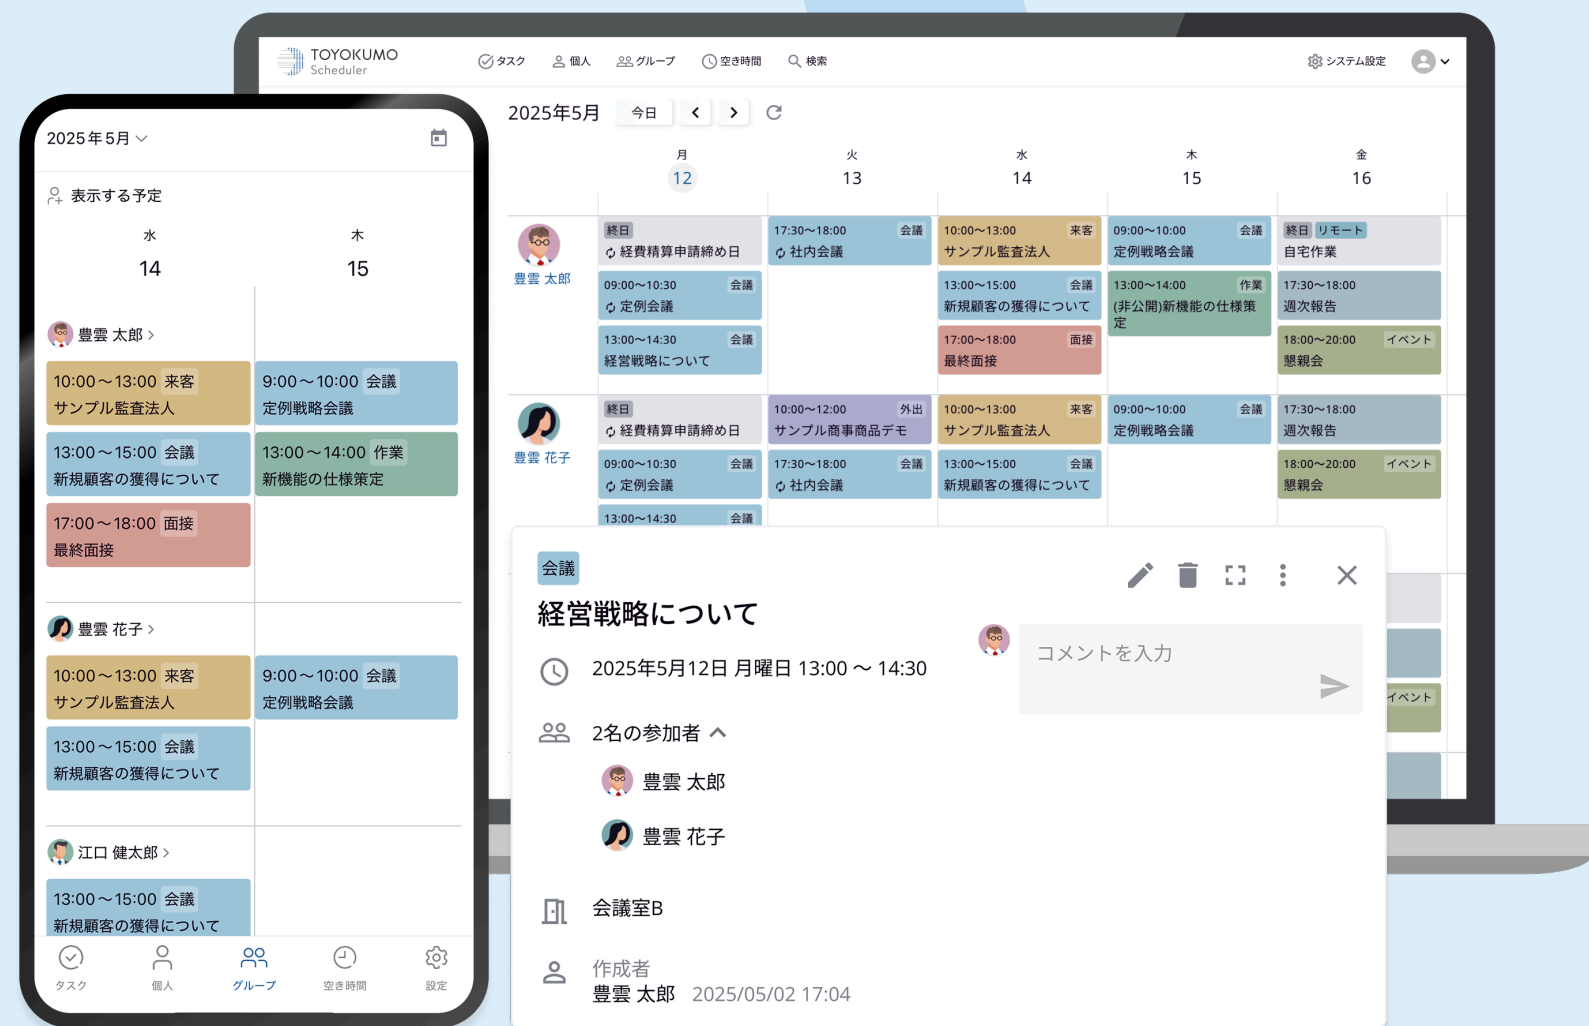 TOYOKUMO
Scheduler
タスク
個人
グループ
空き時間
検索
システム設定
2025年5月
今日
月
火
水
木
金
12
13
14
15
16
豊雲 太郎
終日
経費精算申請締め日
09:00～10:30 会議
定例会議
13:00～14:30 会議
経営戦略について
17:30～18:00 会議
社内会議
10:00～13:00 来客
サンプル監査法人
13:00～15:00 会議
新規顧客の獲得について
17:00～18:00 面接
最終面接
09:00～10:00 会議
定例戦略会議
13:00～14:00 作業
(非公開)新機能の仕様策
定
終日 リモート
自宅作業
17:30～18:00
週次報告
18:00～20:00 イベント
懇親会
豊雲 花子
終日
経費精算申請締め日
09:00～10:30 会議
定例会議
13:00～14:30 会議
10:00～12:00 外出
サンプル商事商品デモ
17:30～18:00 会議
社内会議
10:00～13:00 来客
サンプル監査法人
13:00～15:00 会議
新規顧客の獲得について
09:00～10:00 会議
定例戦略会議
17:30～18:00
週次報告
18:00～20:00 イベント
懇親会
イベント
会議
経営戦略について
2025年5月12日 月曜日 13:00 ～ 14:30
2名の参加者
豊雲 太郎
豊雲 花子
会議室B
作成者
豊雲 太郎 2025/05/02 17:04
コメントを入力
2025年5月
表示する予定
水
木
14
15
豊雲 太郎
10:00～13:00 来客
サンプル監査法人
13:00～15:00 会議
新規顧客の獲得について
17:00～18:00 面接
最終面接
9:00～10:00 会議
定例戦略会議
13:00～14:00 作業
新機能の仕様策定
豊雲 花子
10:00～13:00 来客
サンプル監査法人
13:00～15:00 会議
新規顧客の獲得について
9:00～10:00 会議
定例戦略会議
江口 健太郎
13:00～15:00 会議
新規顧客の獲得について
タスク
個人
グループ
空き時間
設定